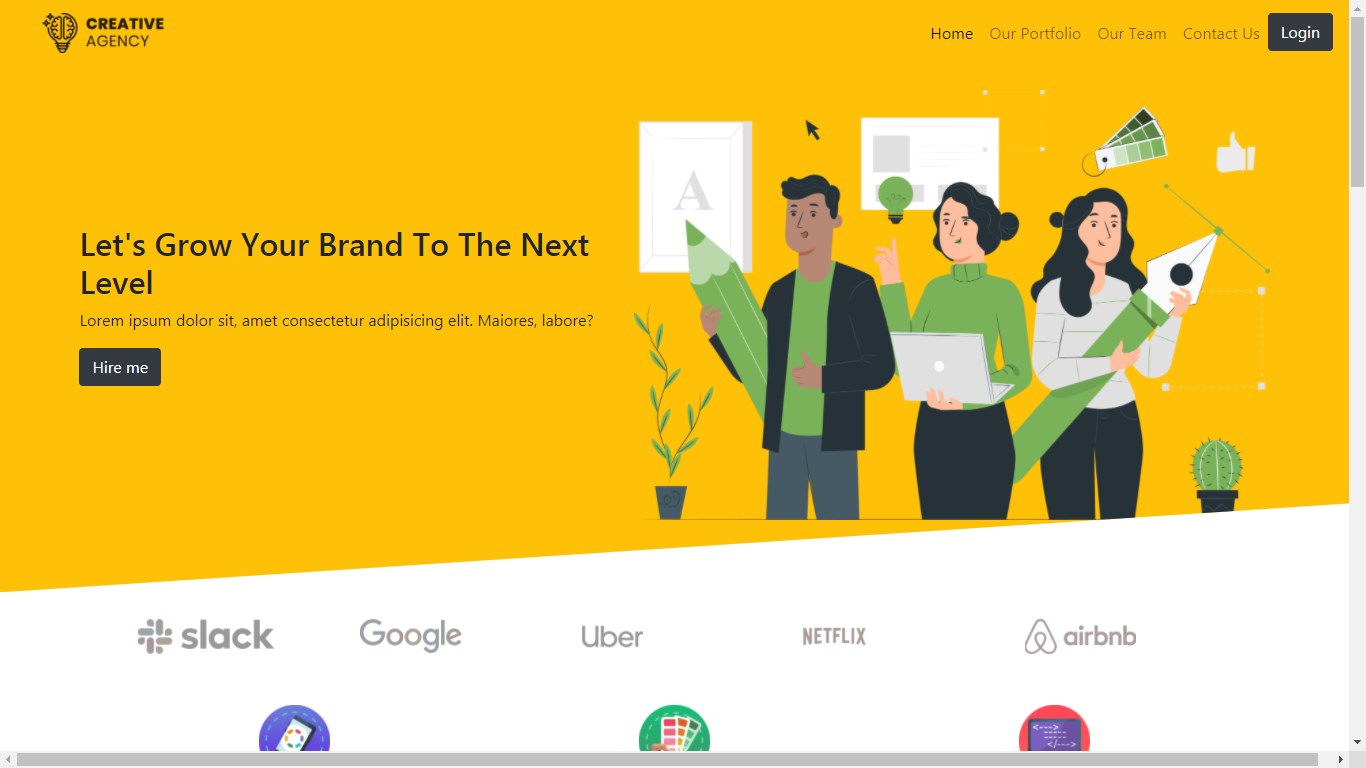 CREATIVE
AGENCY
Home Our Portfolio Our Team Contact Us Login
A
Let's Grow Your Brand To The Next
Level
Lorem ipsum dolor sit, amet consectetur adipisicing elit. Maiores, labore?
Hire me
slack Google Uber NETFLIX airbnb
<---->
</--->